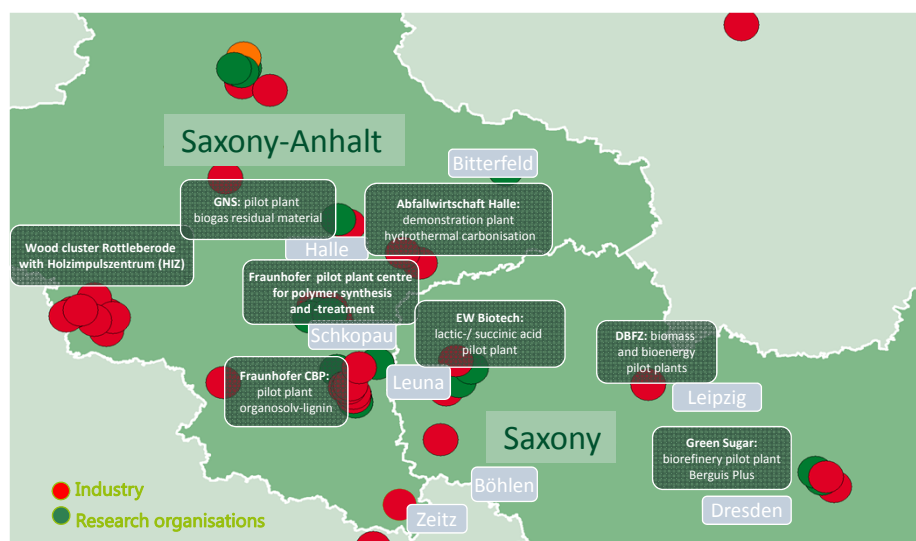 Saxony-Anhalt
Bitterfeld
GNS: pilot plant
biogas residual material
Abfallwirtschaft Halle:
demonstration plant
hydrothermal carbonisation
Halle
Wood cluster Rottleberode
with Holzimpulszentrum (HIZ)
Fraunhofer pilot plant centre
for polymer synthesis
and -treatment
EW Biotech:
lactic-/ succinic acid
pilot plant
Schkopau
DBFZ: biomass
and bioenergy
pilot plants
Fraunhofer CBP:
pilot plant
organosolv-lignin
Leuna
Leipzig
Saxony
Green Sugar:
biorefinery pilot plant
Berguis Plus
Industry
Böhlen
Research organisations
Zeitz
Dresden